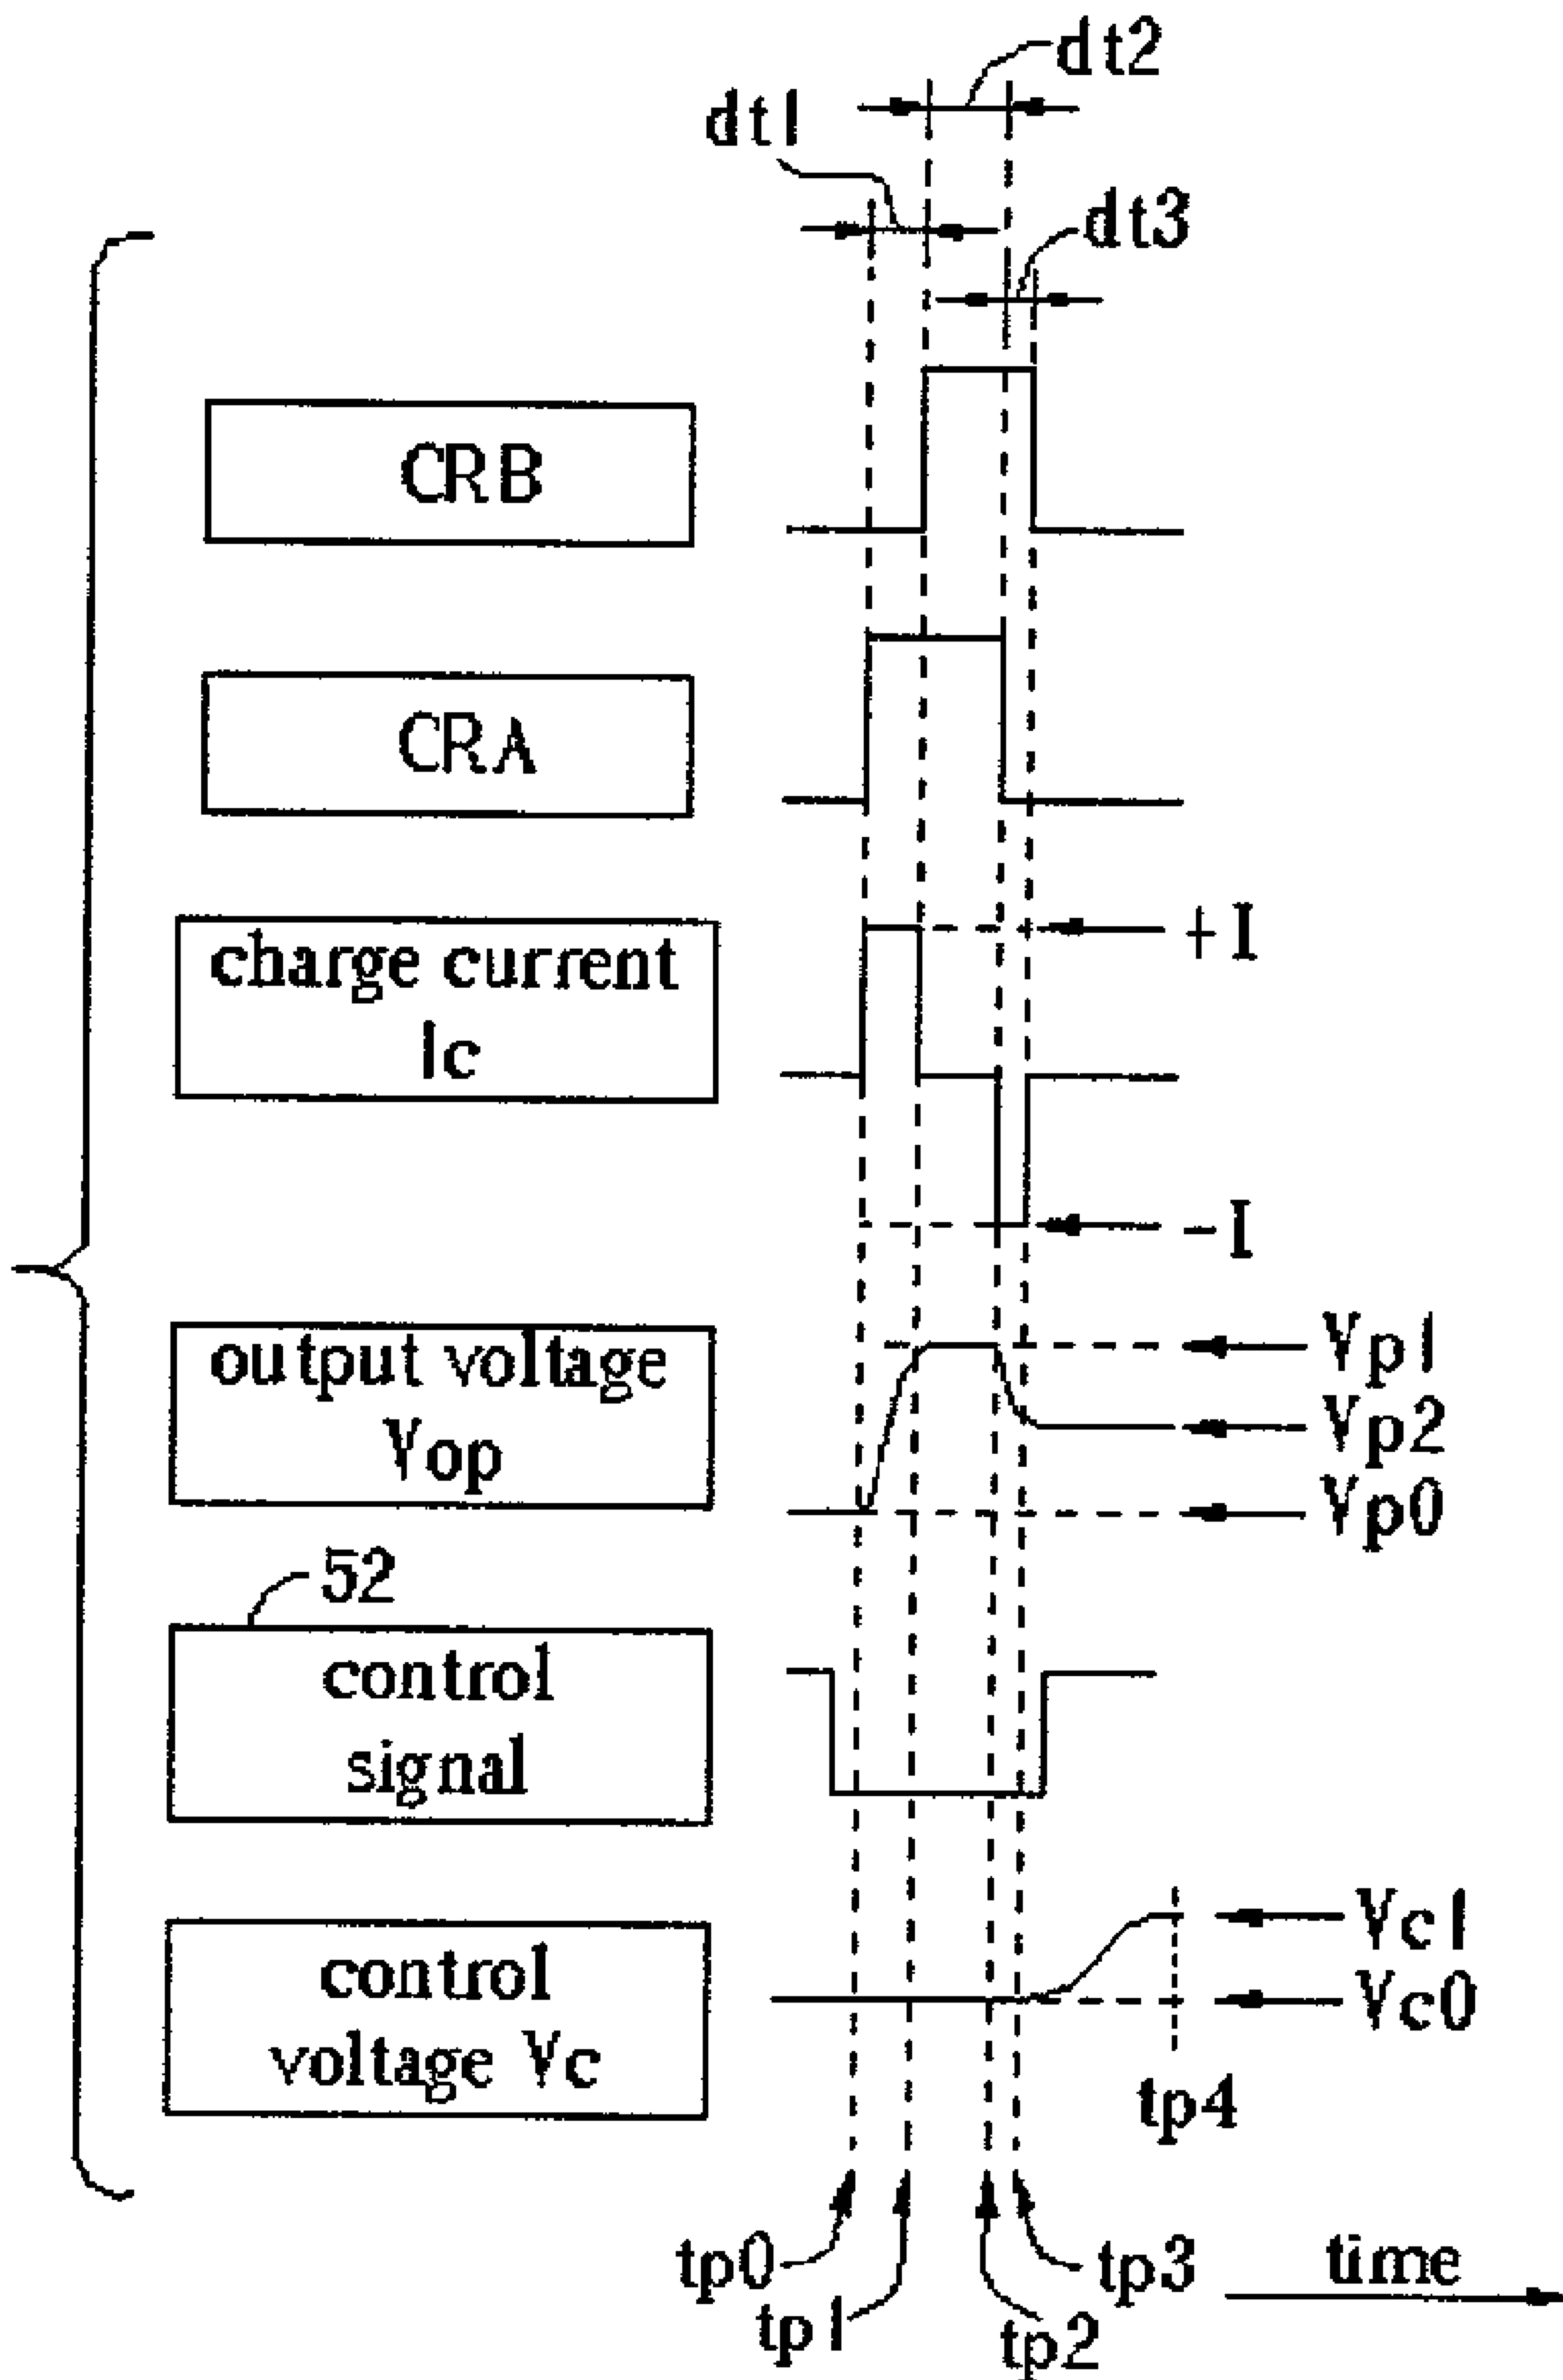 dt2
dt1
dt3
CRB
CRA
charge current
Ic
+I
-I
output voltage
Vop
Vp1
Vp2
Vp0
52
control
signal
control
voltage Vc
Vc1
Vc0
tp4
tp0
tp1
tp2
tp3
time